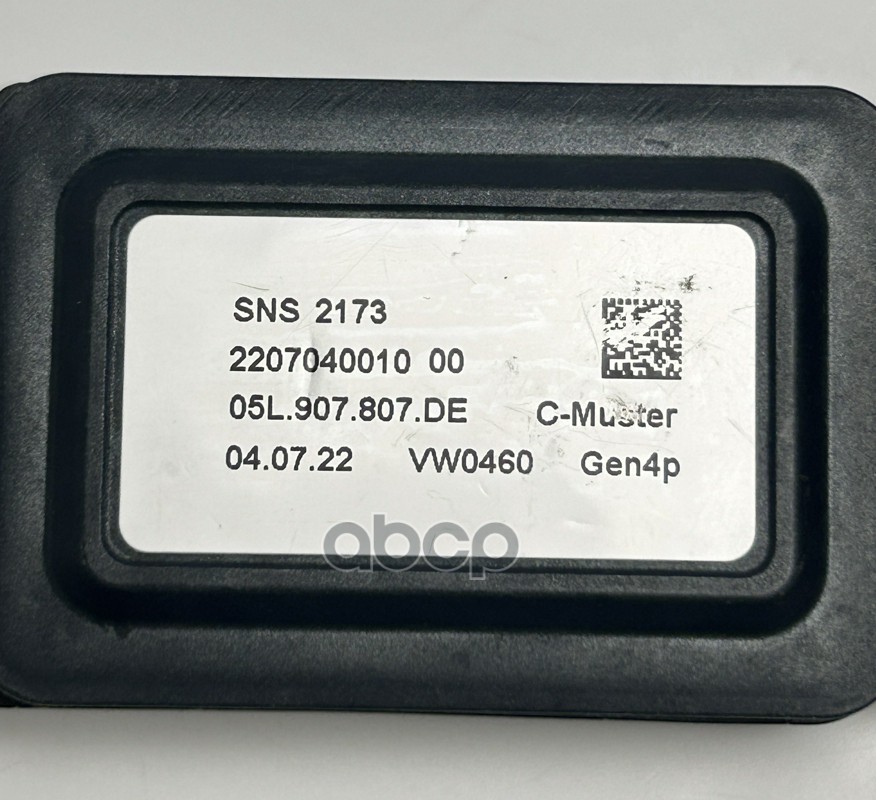 SNS 2173
2207040010 00
05L.907.807.DE C-Muster
04.07.22 VW0460 Gen4p
abcp